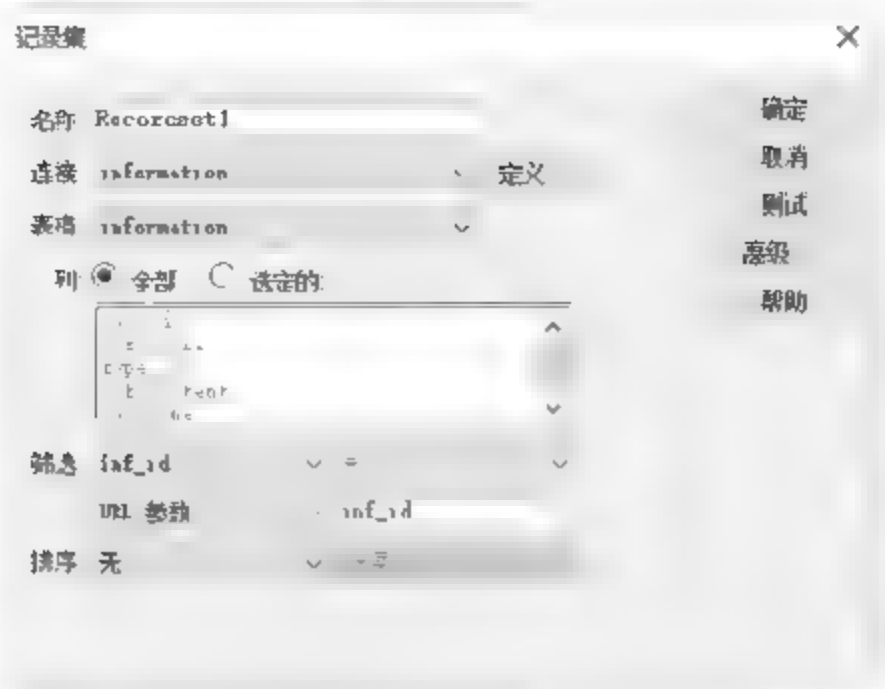 记录集
名称 Recordset1
确定
连接 information 定义
取消
表格 information
测试
列: 全部 选定的:
高级
帮助
type
筛选 inf_id =
URL 参数 inf_id
排序 无